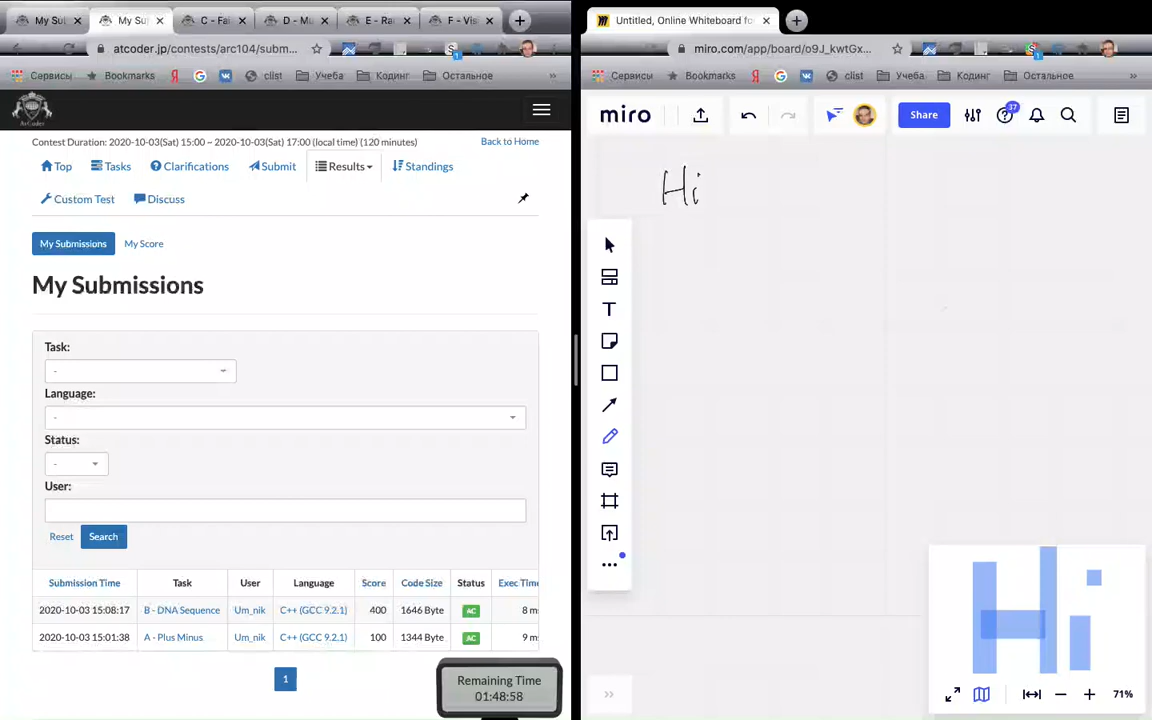 My Sul
My Su
C - Fai
D - Mu
E - Ra
F - Vis
Untitled, Online Whiteboard fo
atcoder.jp/contests/arc104/subm...
miro.com/app/board/o9J_kwtGx...
Сервисы
Bookmarks
clist
Учеба
Кодинг
Остальное
»
Сервисы
Bookmarks
clist
Учеба
Кодинг
Остальное
»
AtCoder
Contest Duration: 2020-10-03(Sat) 15:00 ~ 2020-10-03(Sat) 17:00 (local time) (120 minutes)
Back to Home
Top
Tasks
Clarifications
Submit
Results
Standings
Custom Test
Discuss
My Submissions
My Score
My Submissions
Task:
-
Language:
-
Status:
-
User:
Reset
Search
Submission Time Task User Language Score Code Size Status Exec Time
2020-10-03 15:08:17 B - DNA Sequence Um_nik C++ (GCC 9.2.1) 400 1646 Byte AC 8 m
2020-10-03 15:01:38 A - Plus Minus Um_nik C++ (GCC 9.2.1) 100 1344 Byte AC 9 m
1
Remaining Time
01:48:58
miro
Share
37
Hi
T
»
71%